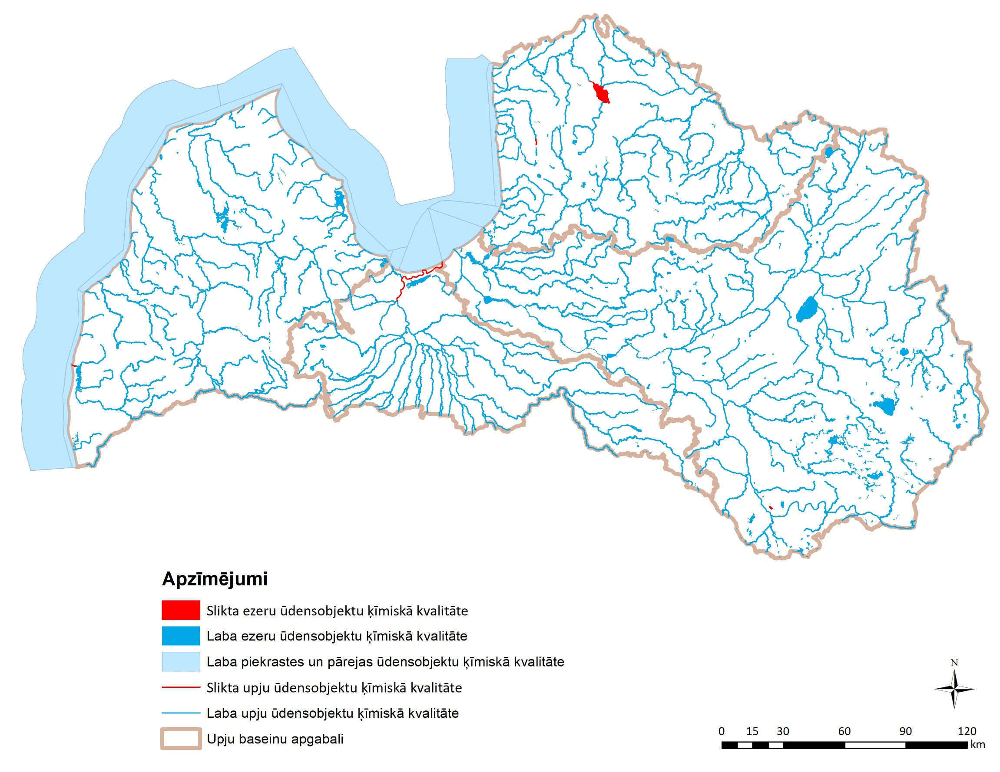 Apzīmējumi
Slikta ezeru ūdensobjektu ķīmiskā kvalitāte
Laba ezeru ūdensobjektu ķīmiskā kvalitāte
Laba piekrastes un pārejas ūdensobjektu ķīmiskā kvalitāte
Slikta upju ūdensobjektu ķīmiskā kvalitāte
Laba upju ūdensobjektu ķīmiskā kvalitāte
Upju baseinu apgabali
N
0 15 30 60 90 120
km